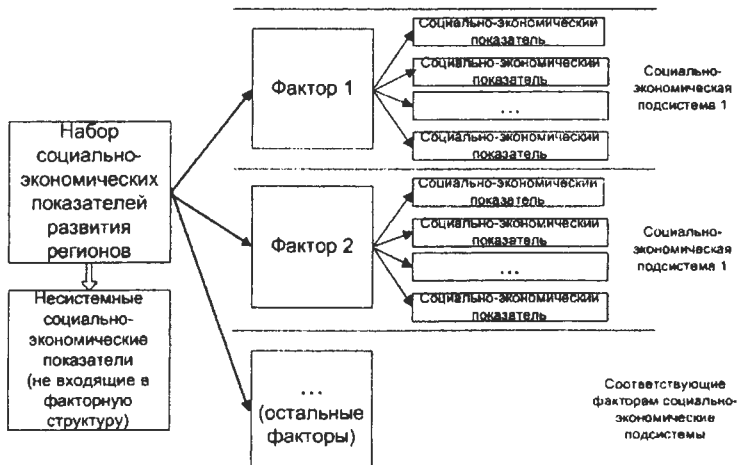 Набор
социально-
экономических
показателей
развития
регионов
Несистемные
социально-
экономические
показатели
(не входящие в
факторную
структуру)
Фактор 1
Социально-экономический
показатель
Социально-экономический
показатель
...
Социально-экономический
показатель
Социально-
экономическая
подсистема 1
Фактор 2
Социально-экономический
показатель
Социально-экономический
показатель
...
Социально-экономический
показатель
Социально-
экономическая
подсистема 1
...
(остальные
факторы)
Соответствующие
факторам социально-
экономические
подсистемы